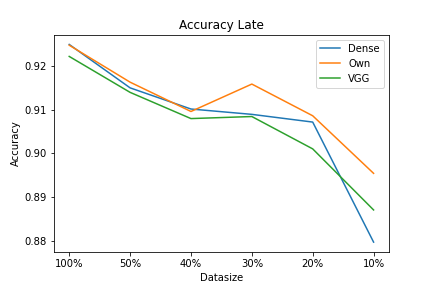 Accuracy Late
Dense
Own
VGG
Accuracy
0.92
0.91
0.90
0.89
0.88
100% 50% 40% 30% 20% 10%
Datasize